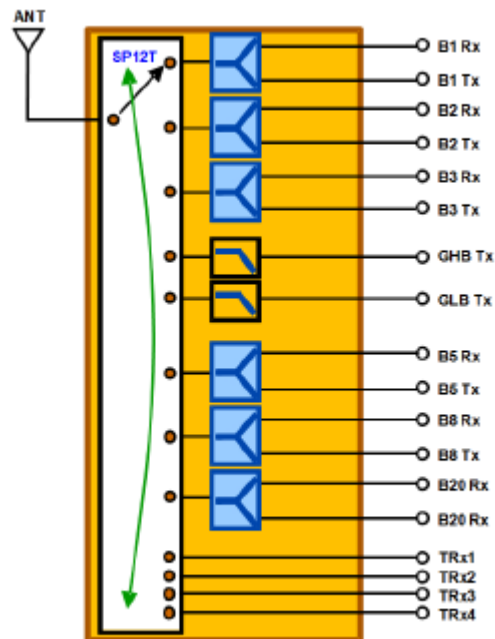 ANT
SP12T
B1 Rx
B1 Tx
B2 Rx
B2 Tx
B3 Rx
B3 Tx
GHB Tx
GLB Tx
B5 Rx
B5 Tx
B8 Rx
B8 Tx
B20 Rx
B20 Rx
TRx1
TRx2
TRx3
TRx4